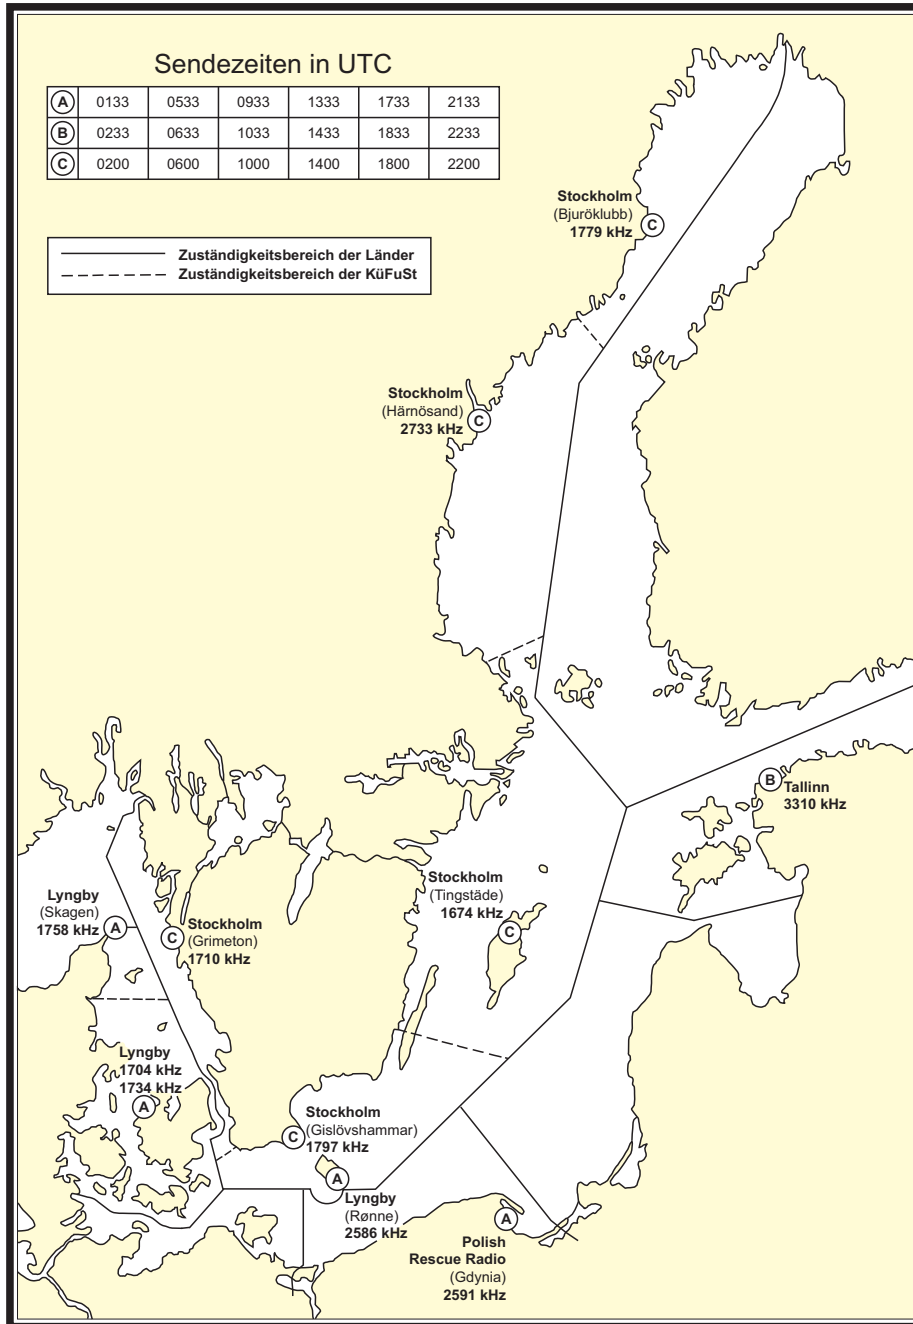 Sendezeiten in UTC
A 0133 0533 0933 1333 1733 2133
B 0233 0633 1033 1433 1833 2233
C 0200 0600 1000 1400 1800 2200
Zuständigkeitsbereich der Länder
Zuständigkeitsbereich der KüFuSt
Stockholm
(Bjuröklubb)
1779 kHz
C
Stockholm
(Härnösand)
2733 kHz
C
B
Tallinn
3310 kHz
Stockholm
(Tingstäde)
1674 kHz
C
Lyngby
(Skagen)
1758 kHz
A
C
Stockholm
(Grimeton)
1710 kHz
Lyngby
1704 kHz
1734 kHz
A
Stockholm
(Gislövshammar)
1797 kHz
C
A
Lyngby
(Rønne)
2586 kHz
A
Polish
Rescue Radio
(Gdynia)
2591 kHz